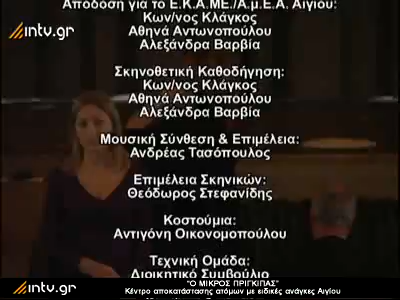 Απόδοση για το Ε.Κ.Α.ΜΕ./Α.μ.Ε.Α. Αιγίου:
intv.gr
Κων/νος Κλάγκος
Αθηνά Αντωνοπούλου
Αλεξάνδρα Βαρβία
Σκηνοθετική Καθοδήγηση:
Κων/νος Κλάγκος
Αθηνά Αντωνοπούλου
Αλεξάνδρα Βαρβία
Μουσική Σύνθεση & Επιμέλεια:
Ανδρέας Τασόπουλος
Επιμέλεια Σκηνικών:
Θεόδωρος Στεφανίδης
Κοστούμια:
Αντιγόνη Οικονομοπούλου
Τεχνική Ομάδα:
Διοικητικό Συμβούλιο
intv.gr
"Ο ΜΙΚΡΟΣ ΠΡΙΓΚΙΠΑΣ"
Κέντρο αποκατάστασης ατόμων με ειδικές ανάγκες Αιγίου